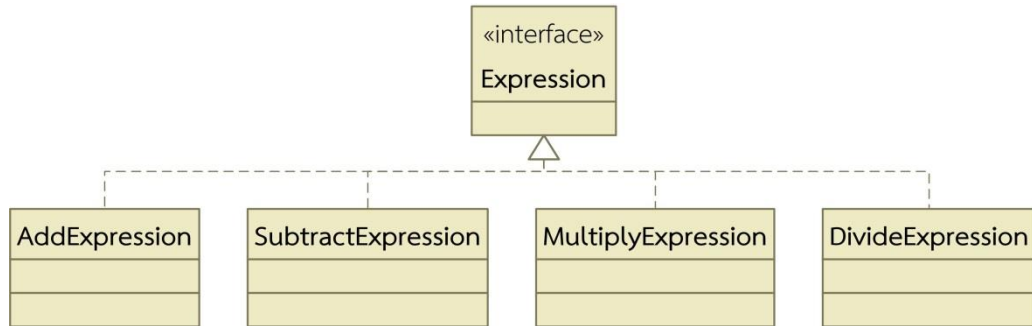 «interface»
Expression
AddExpression
SubtractExpression
MultiplyExpression
DivideExpression